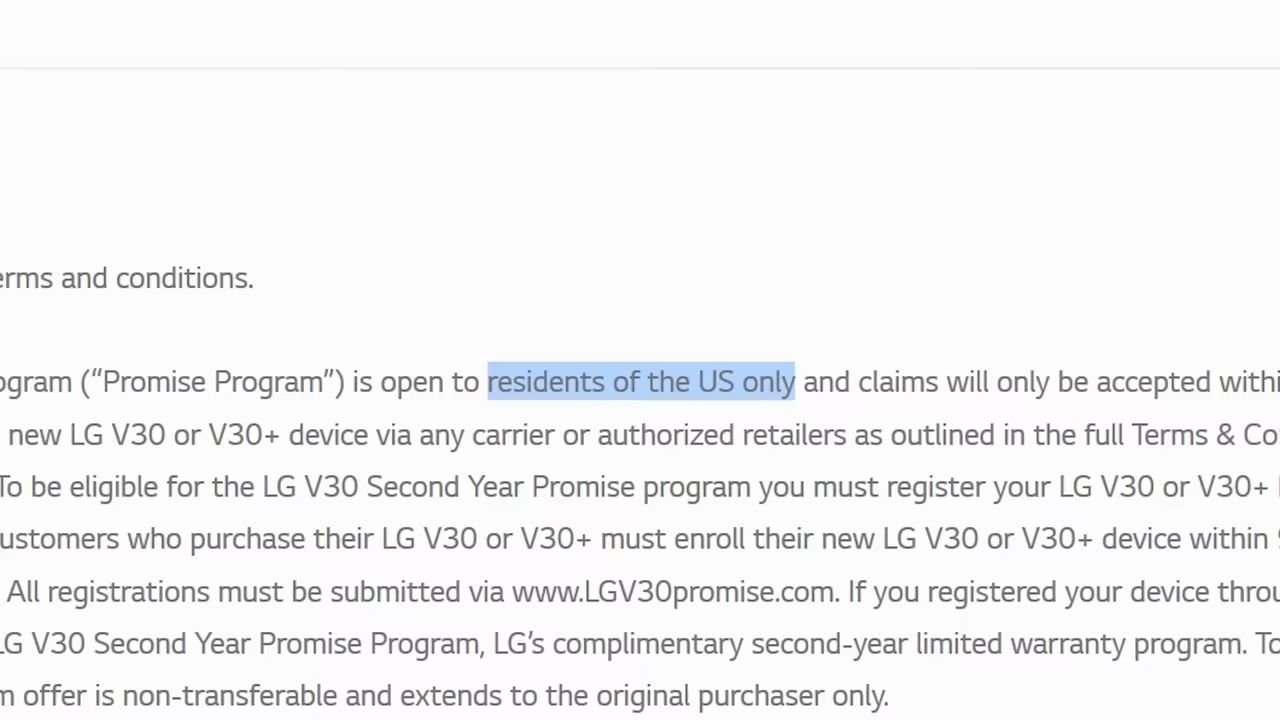 erms and conditions.
ogram (“Promise Program”) is open to residents of the US only and claims will only be accepted withi
new LG V30 or V30+ device via any carrier or authorized retailers as outlined in the full Terms & Co
To be eligible for the LG V30 Second Year Promise program you must register your LG V30 or V30+
ustomers who purchase their LG V30 or V30+ must enroll their new LG V30 or V30+ device within
All registrations must be submitted via www.LGV30promise.com. If you registered your device throu
LG V30 Second Year Promise Program, LG’s complimentary second-year limited warranty program. To
m offer is non-transferable and extends to the original purchaser only.